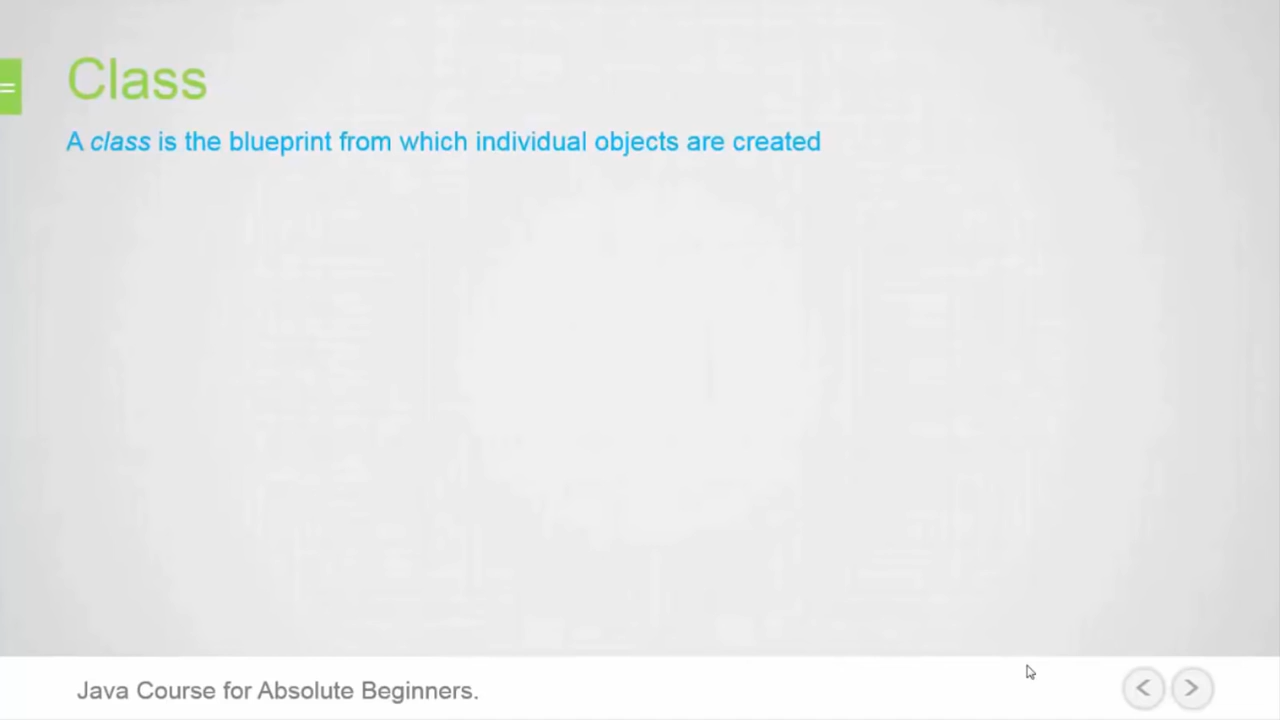 Class
A class is the blueprint from which individual objects are created
Java Course for Absolute Beginners.